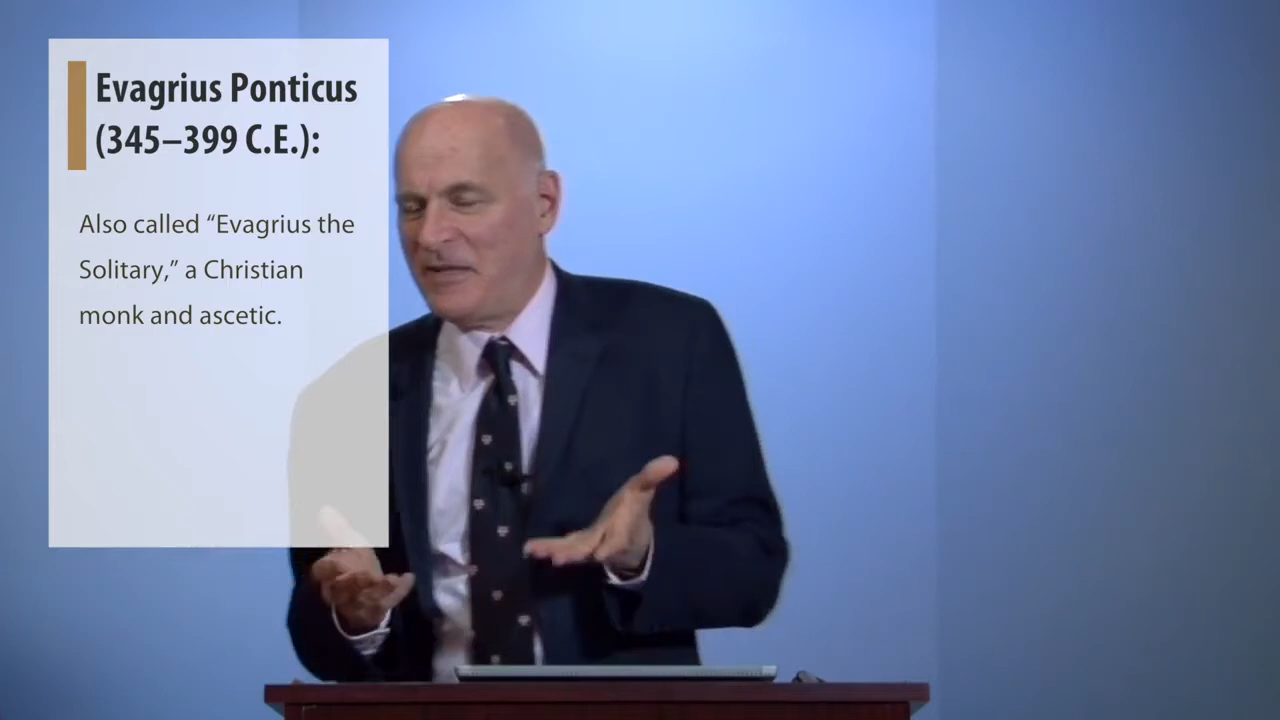 Evagrius Ponticus
(345–399 C.E.):
Also called “Evagrius the
Solitary,” a Christian
monk and ascetic.